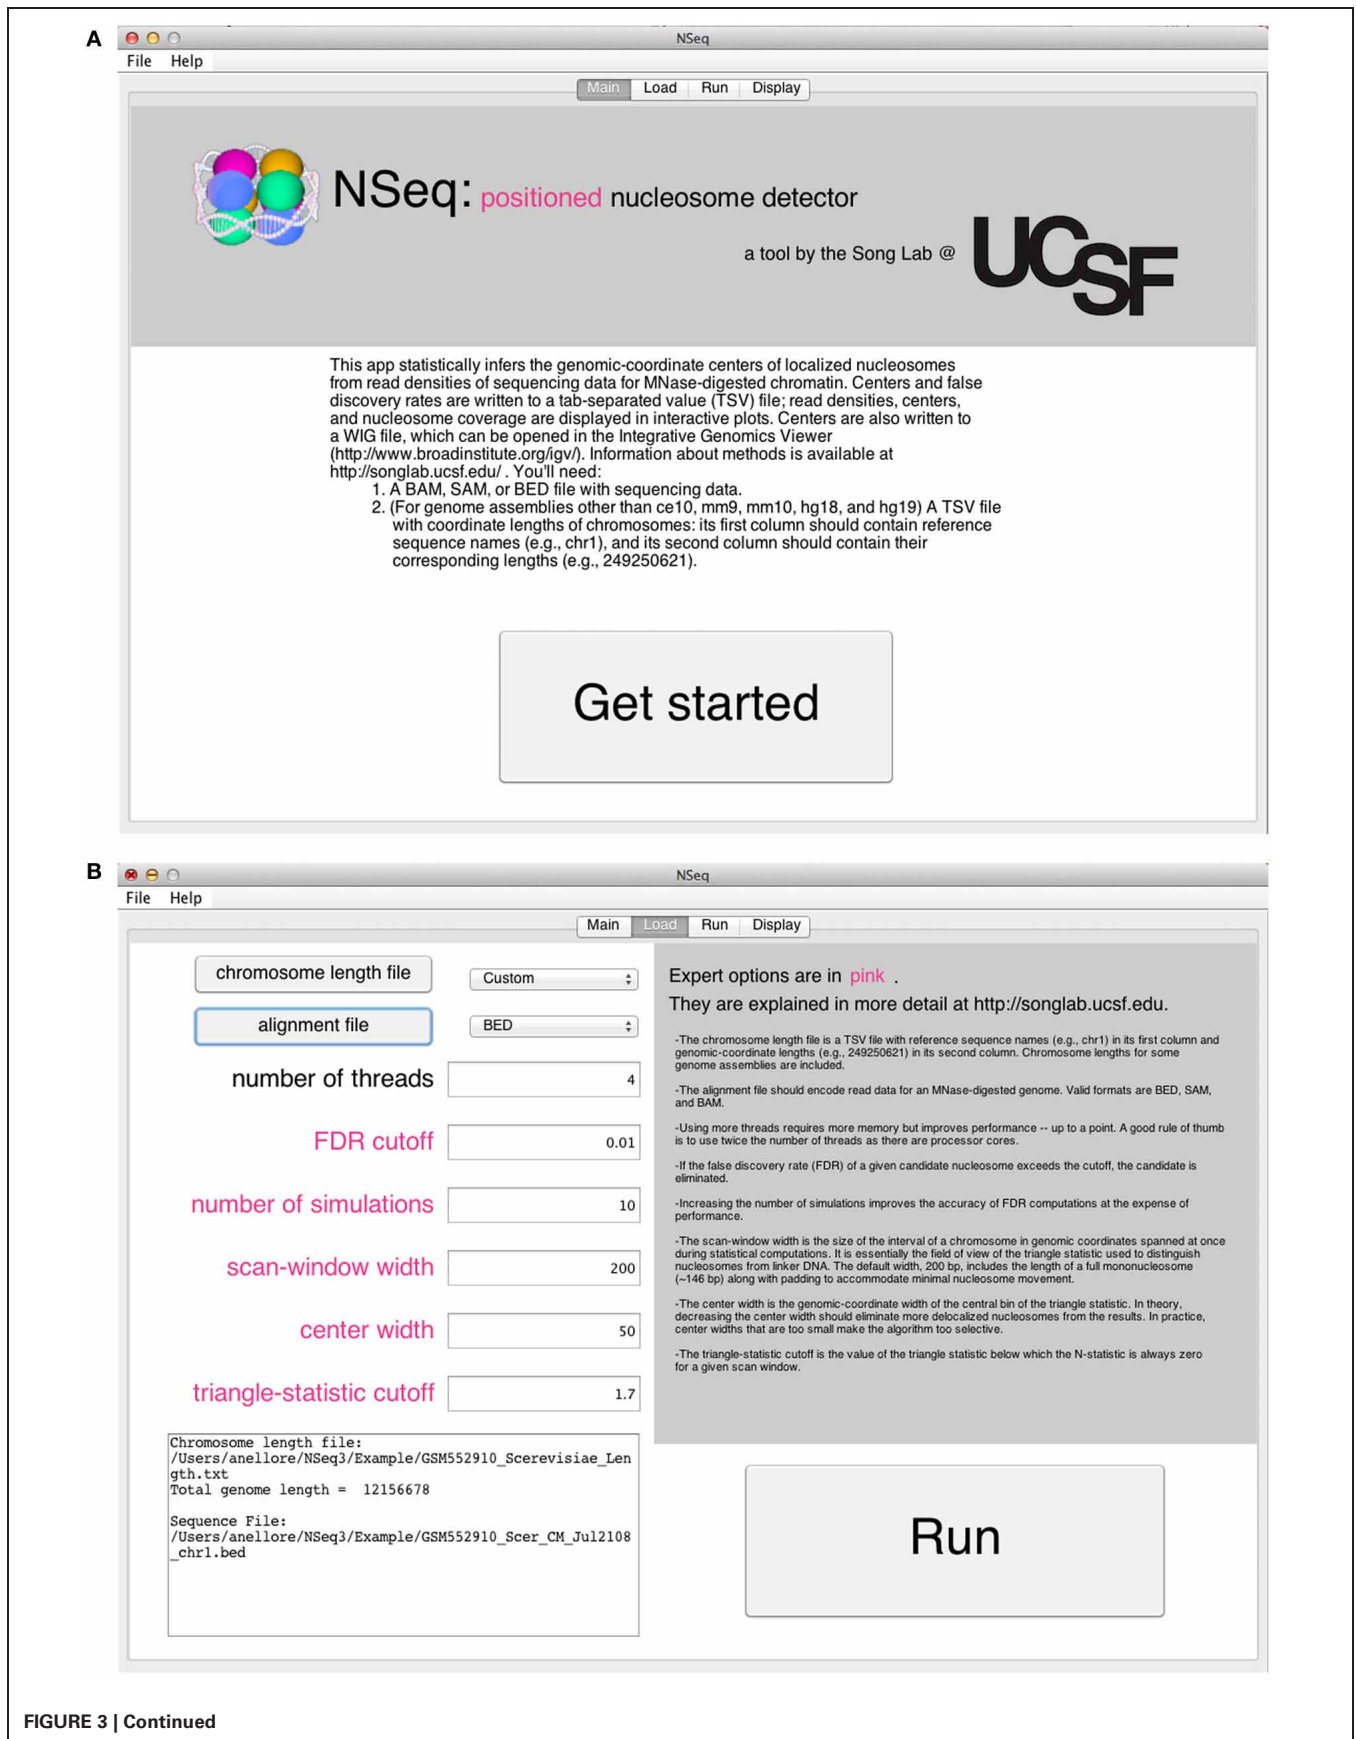 A
NSeq
File Help
Main Load Run Display
NSeq: positioned nucleosome detector
a tool by the Song Lab @ UCSF
This app statistically infers the genomic-coordinate centers of localized nucleosomes
from read densities of sequencing data for MNase-digested chromatin. Centers and false
discovery rates are written to a tab-separated value (TSV) file; read densities, centers,
and nucleosome coverage are displayed in interactive plots. Centers are also written to
a WIG file, which can be opened in the Integrative Genomics Viewer
(http://www.broadinstitute.org/igv/). Information about methods is available at
http://songlab.ucsf.edu/ . You'll need:
1. A BAM, SAM, or BED file with sequencing data.
2. (For genome assemblies other than ce10, mm9, mm10, hg18, and hg19) A TSV file
with coordinate lengths of chromosomes: its first column should contain reference
sequence names (e.g., chr1), and its second column should contain their
corresponding lengths (e.g., 249250621).
Get started
B
NSeq
File Help
Main Load Run Display
chromosome length file Custom
alignment file BED
number of threads 4
FDR cutoff 0.01
number of simulations 10
scan-window width 200
center width 50
triangle-statistic cutoff 1.7
Chromosome length file:
/Users/anellore/NSeq3/Example/GSM552910_Scerevisiae_Len
gth.txt
Total genome length = 12156678
Sequence File:
/Users/anellore/NSeq3/Example/GSM552910_Scer_CM_Jul2108
_chr1.bed
Expert options are in pink .
They are explained in more detail at http://songlab.ucsf.edu.
-The chromosome length file is a TSV file with reference sequence names (e.g., chr1) in its first column and
genomic-coordinate lengths (e.g., 249250621) in its second column. Chromosome lengths for some
genome assemblies are included.
-The alignment file should encode read data for an MNase-digested genome. Valid formats are BED, SAM,
and BAM.
-Using more threads requires more memory but improves performance -- up to a point. A good rule of thumb
is to use twice the number of threads as there are processor cores.
-If the false discovery rate (FDR) of a given candidate nucleosome exceeds the cutoff, the candidate is
eliminated.
-Increasing the number of simulations improves the accuracy of FDR computations at the expense of
performance.
-The scan-window width is the size of the interval of a chromosome in genomic coordinates spanned at once
during statistical computations. It is essentially the field of view of the triangle statistic used to distinguish
nucleosomes from linker DNA. The default width, 200 bp, includes the length of a full mononucleosome
(~146 bp) along with padding to accommodate minimal nucleosome movement.
-The center width is the genomic-coordinate width of the central bin of the triangle statistic. In theory,
decreasing the center width should eliminate more delocalized nucleosomes from the results. In practice,
center widths that are too small make the algorithm too selective.
-The triangle-statistic cutoff is the value of the triangle statistic below which the N-statistic is always zero
for a given scan window.
Run
FIGURE 3 | Continued